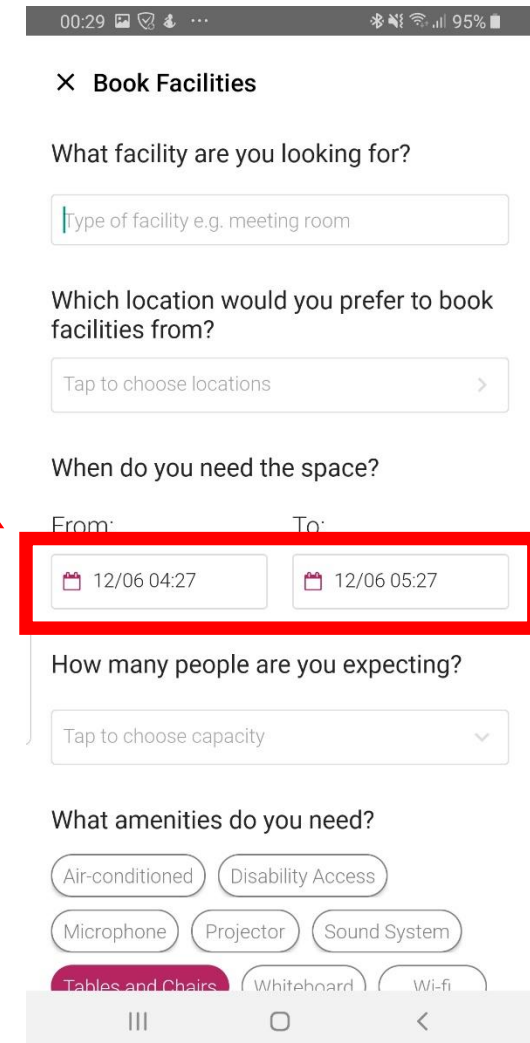 00:29 95%
Book Facilities
What facility are you looking for?
Type of facility e.g. meeting room
Which location would you prefer to book
facilities from?
Tap to choose locations
When do you need the space?
From: To:
12/06 04:27 12/06 05:27
How many people are you expecting?
Tap to choose capacity
What amenities do you need?
Air-conditioned Disability Access
Microphone Projector Sound System
Tables and Chairs Whiteboard Wi-fi